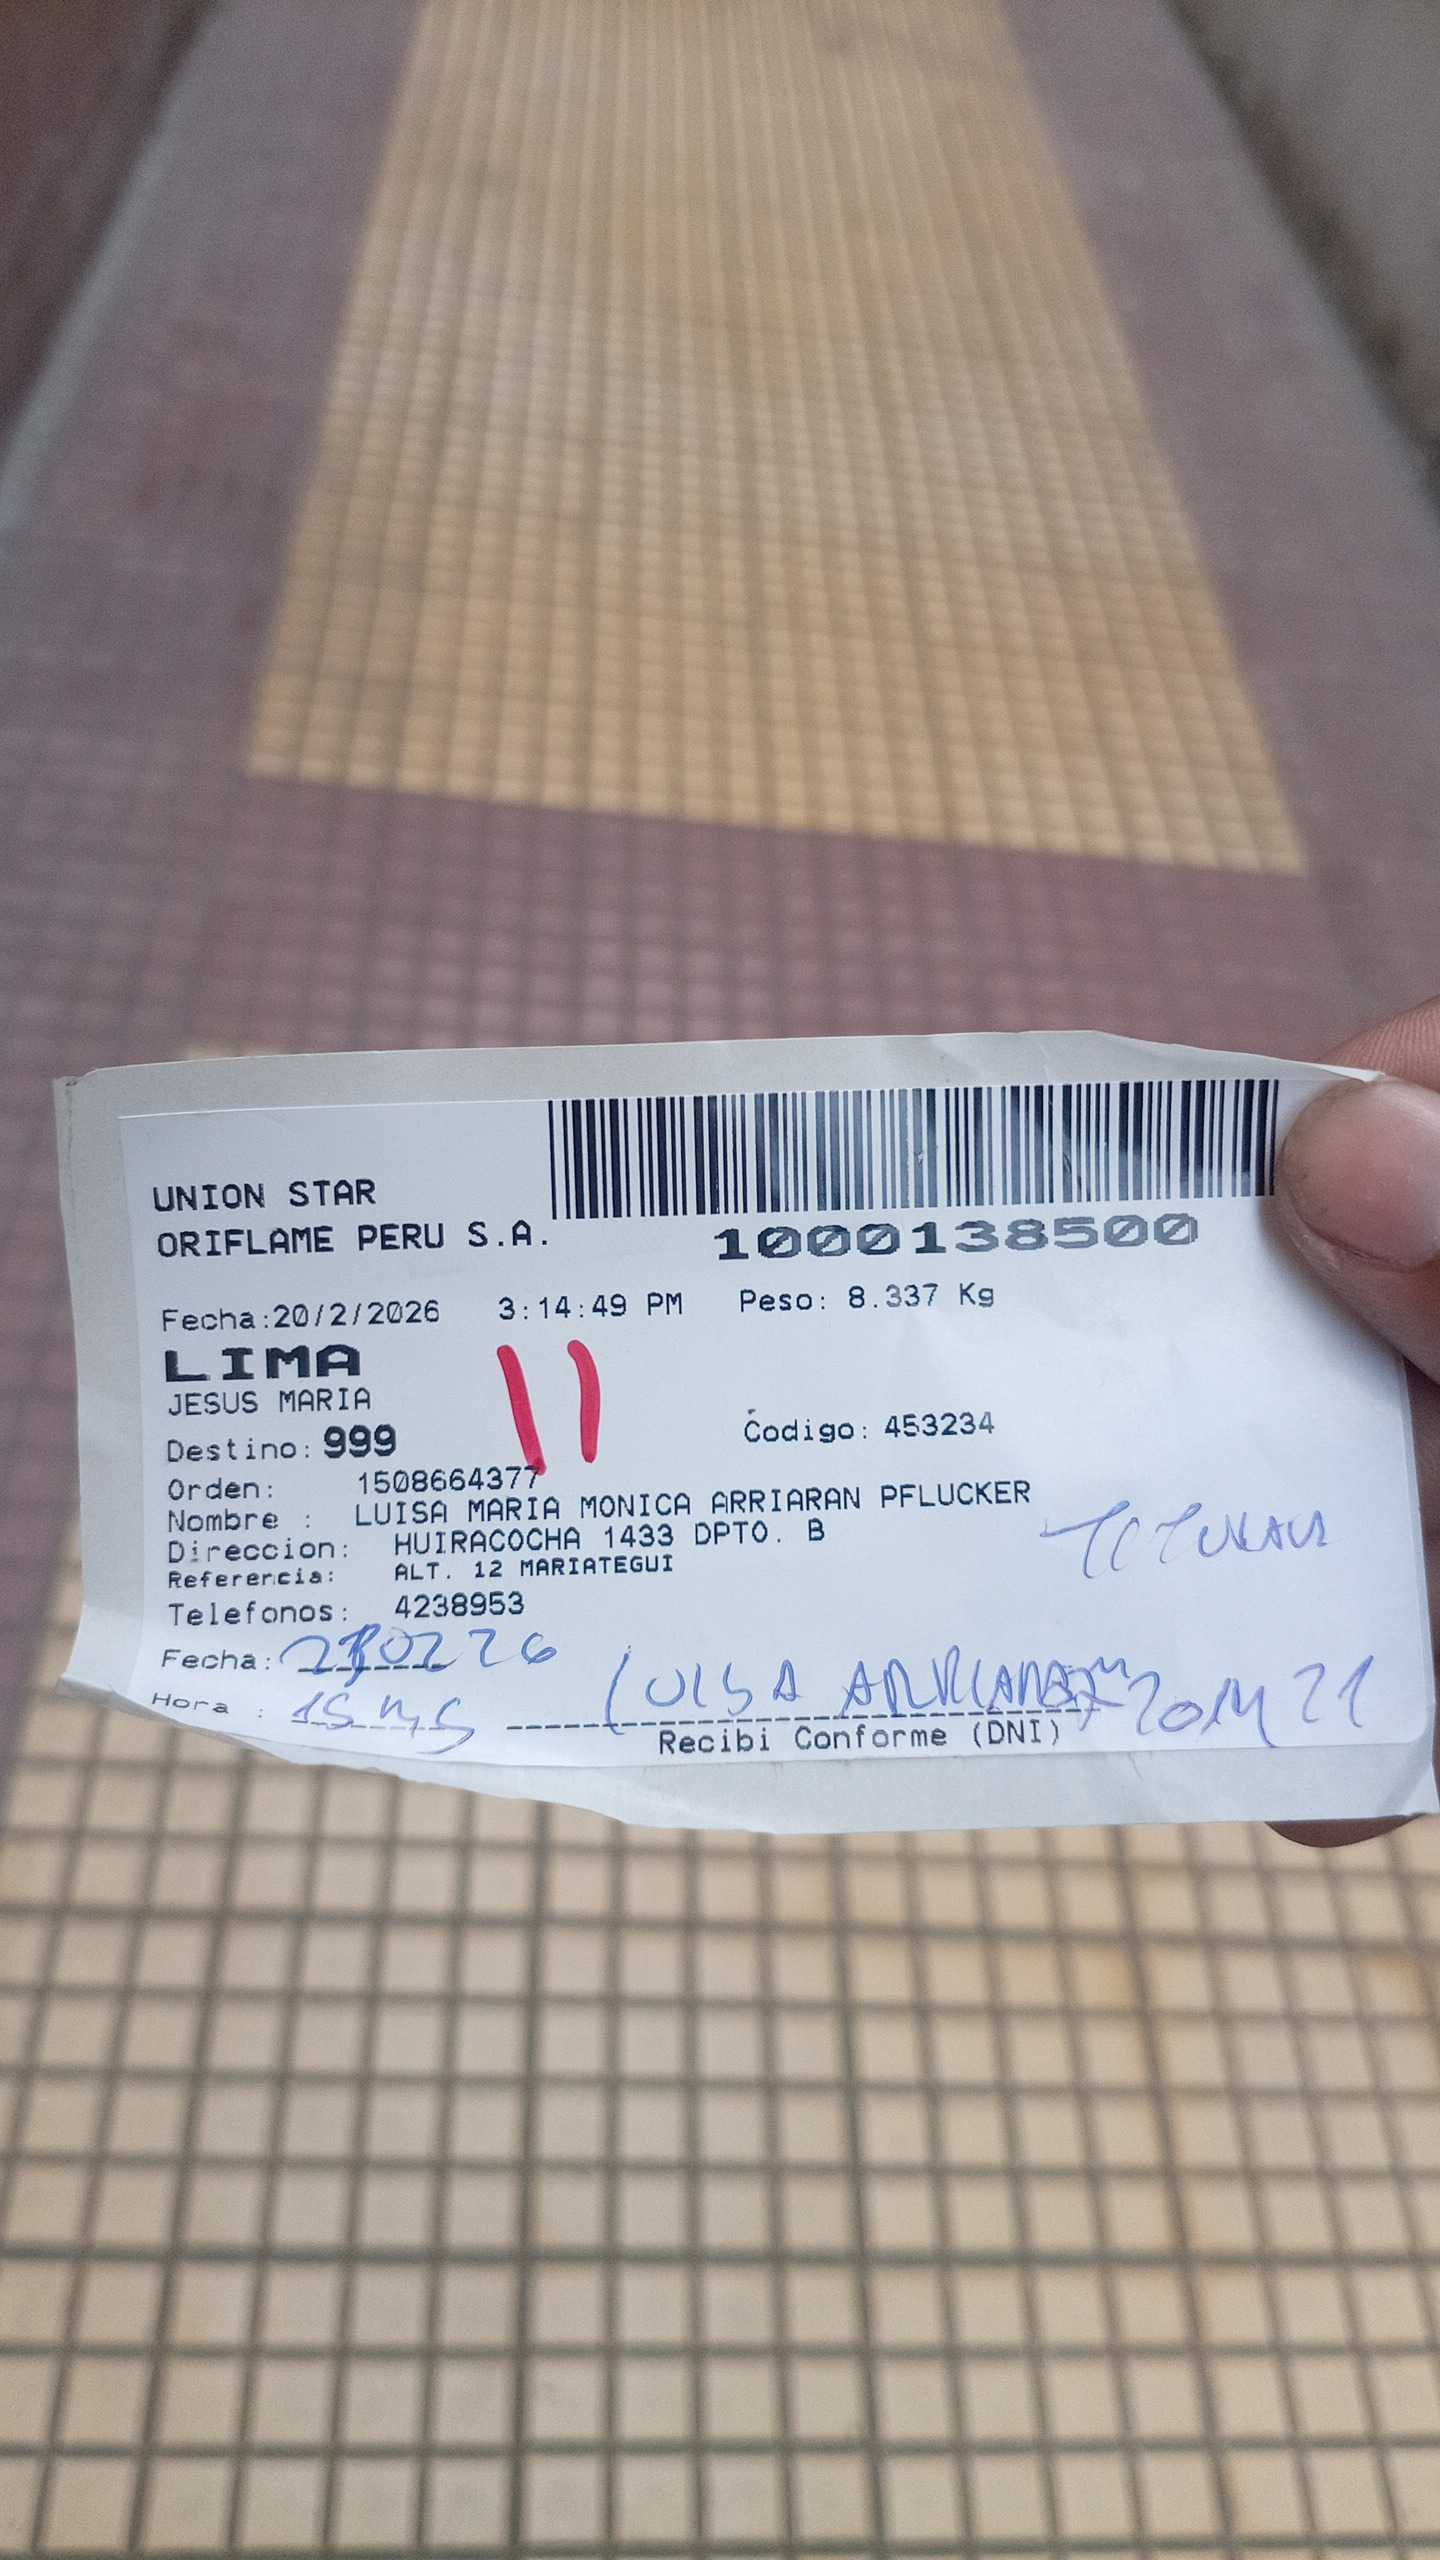 UNION STAR
ORIFLAME PERU S.A.
1000138500
Fecha:20/2/2026 3:14:49 PM Peso: 8.337 Kg
LIMA
JESUS MARIA
Destino: 999 Codigo: 453234
Orden: 1508664377
Nombre : LUISA MARIA MONICA ARRIARAN PFLUCKER
Direccion: HUIRACOCHA 1433 DPTO. B
Referencia: ALT. 12 MARIATEGUI
Telefonos: 4238953
Fecha:
Hora : LUISA ARRIARAN
Recibi Conforme (DNI)